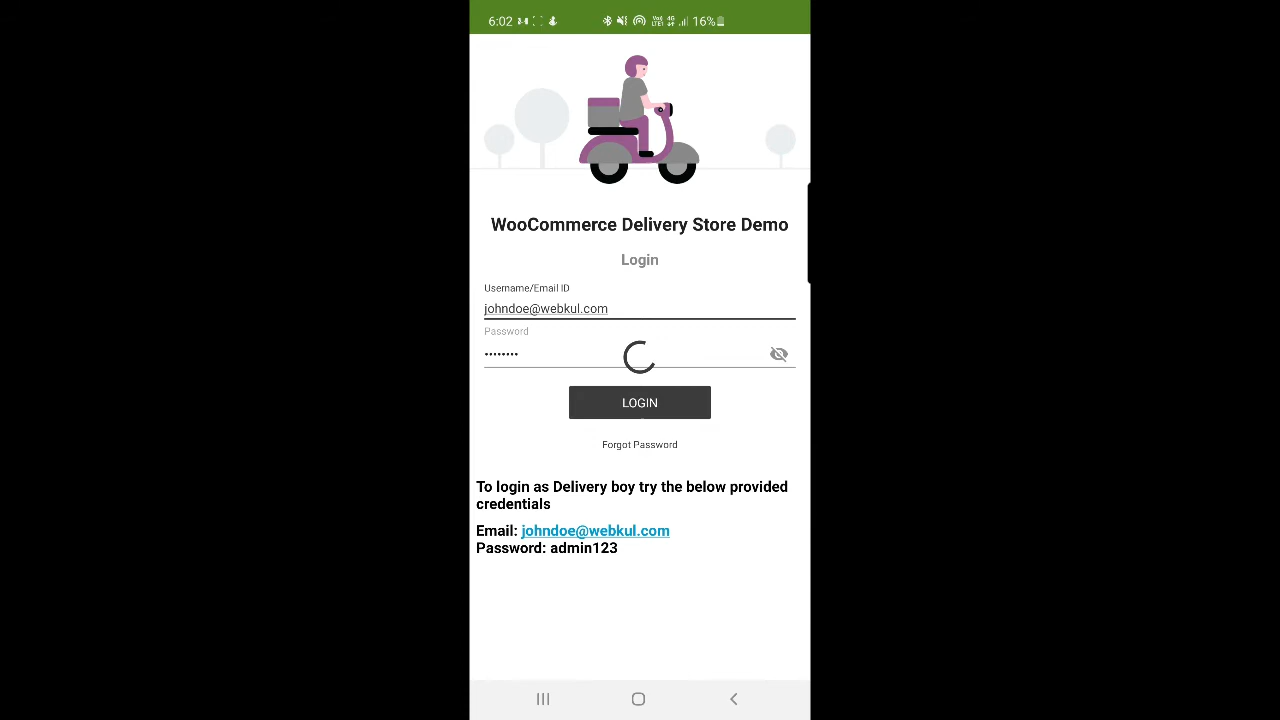 6:02 16%
WooCommerce Delivery Store Demo
Login
Username/Email ID
johndoe@webkul.com
Password
••••••••
LOGIN
Forgot Password
To login as Delivery boy try the below provided
credentials
Email: johndoe@webkul.com
Password: admin123